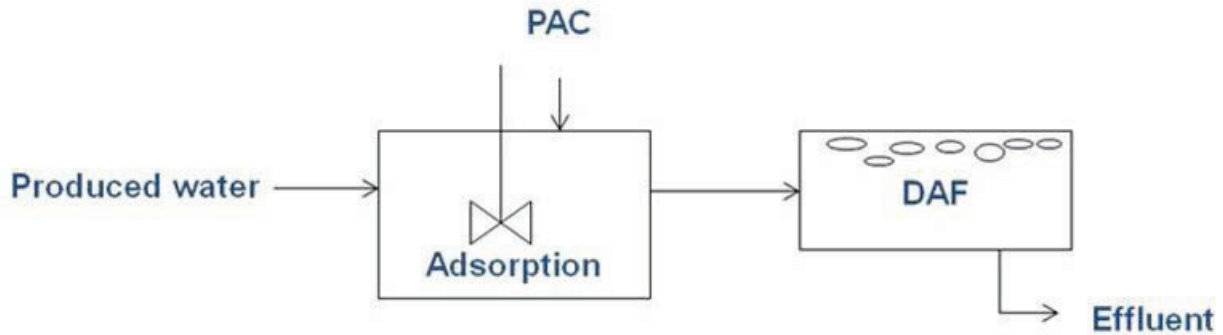 PAC
Produced water
Adsorption
DAF
Effluent